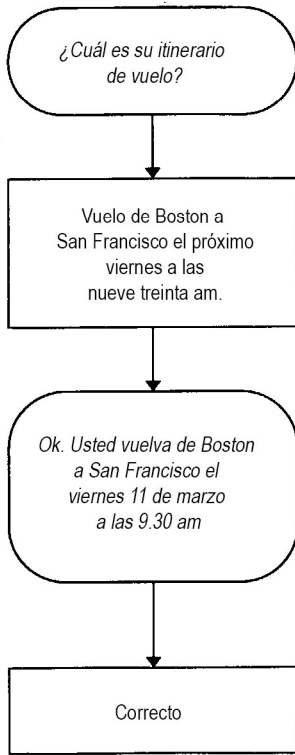 ¿Cuál es su itinerario
de vuelo?
Vuelo de Boston a
San Francisco el próximo
viernes a las
nueve treinta am.
Ok. Usted vuelva de Boston
a San Francisco el
viernes 11 de marzo
a las 9.30 am
Correcto